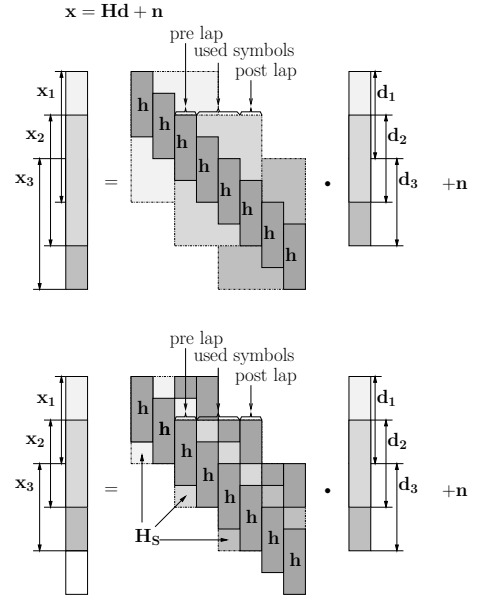 x = Hd + n
pre lap
used symbols
post lap
x1
x2
x3
=
h
h
h
h
h
h
h
h
•
d1
d2
d3
+n
pre lap
used symbols
post lap
x1
x2
x3
=
h
h
h
h
h
h
h
h
HS
•
d1
d2
d3
+n